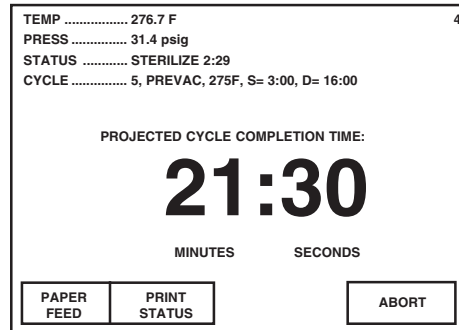 TEMP ................. 276.7 F 4
PRESS ............... 31.4 psig
STATUS ............ STERILIZE 2:29
CYCLE ............... 5, PREVAC, 275F, S= 3:00, D= 16:00
PROJECTED CYCLE COMPLETION TIME:
21:30
MINUTES SECONDS
PAPER FEED
PRINT STATUS
ABORT